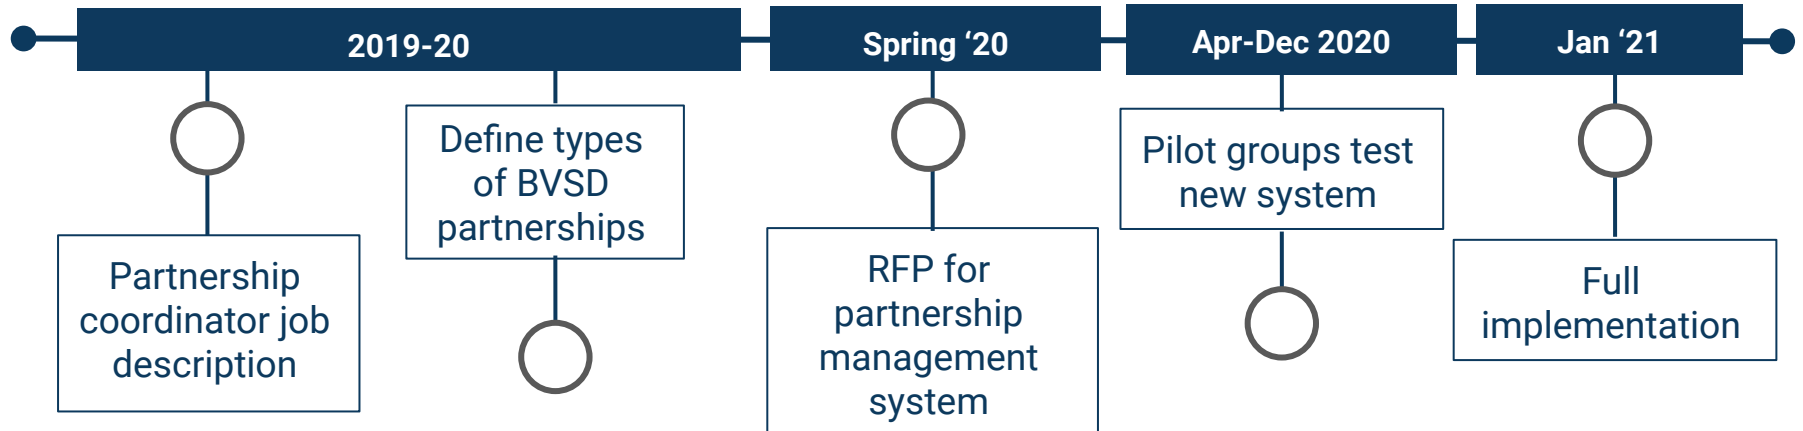 2019-20
Spring ‘20
Apr-Dec 2020
Jan ‘21
Partnership
coordinator job
description
Define types
of BVSD
partnerships
RFP for
partnership
management
system
Pilot groups test
new system
Full
implementation